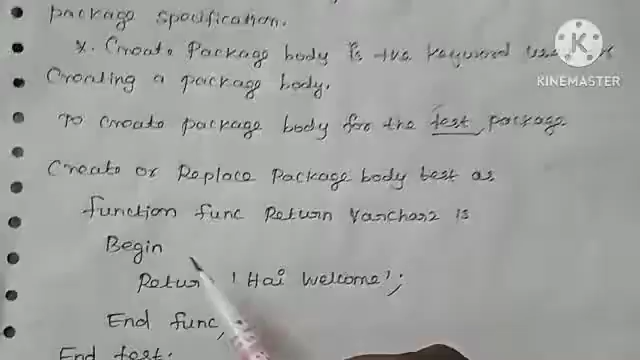 package specification.
*. Create Package body is the keyword
Creating a package body.
To create package body for the test package
Create or Replace Package body test as
function func Return Varchar2 is
Begin
Retur 'Hai Welcome';
End func
End test;
K
KINEMASTER